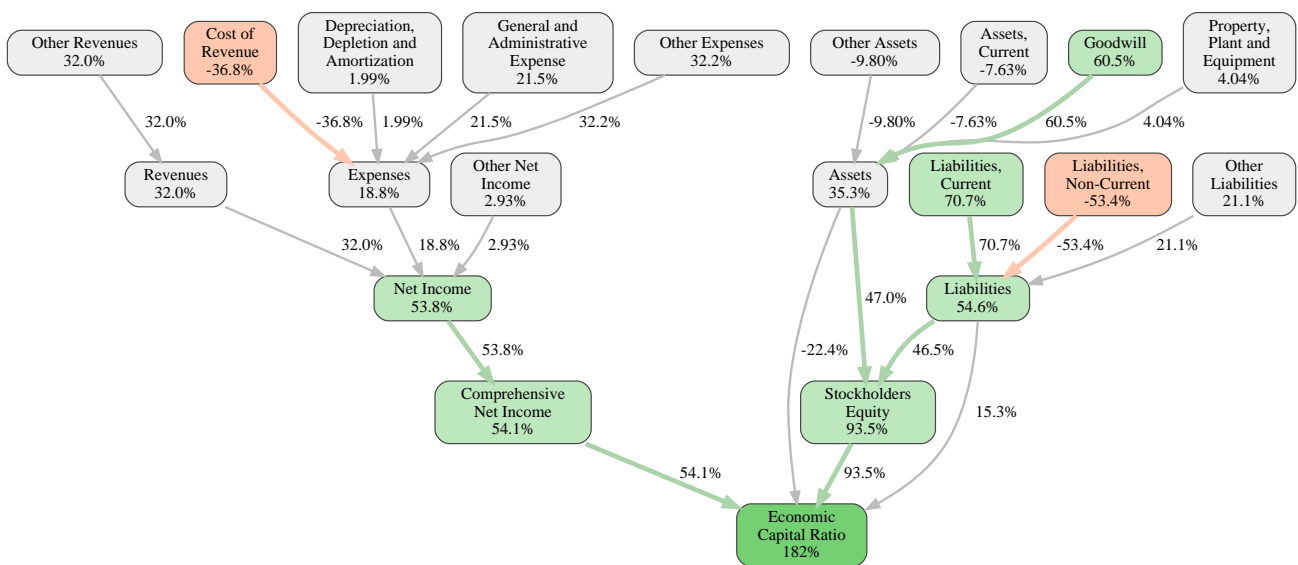 Other Revenues
32.0%
Cost of
Revenue
-36.8%
Depreciation,
Depletion and
Amortization
1.99%
General and
Administrative
Expense
21.5%
Other Expenses
32.2%
Other Assets
-9.80%
Assets,
Current
-7.63%
Goodwill
60.5%
Property,
Plant and
Equipment
4.04%
32.0%
-36.8%
1.99%
21.5%
32.2%
-9.80%
-7.63%
60.5%
4.04%
Revenues
32.0%
Expenses
18.8%
Other Net
Income
2.93%
Assets
35.3%
Liabilities,
Current
70.7%
Liabilities,
Non-Current
-53.4%
Other
Liabilities
21.1%
32.0%
18.8%
2.93%
70.7%
-53.4%
21.1%
Net Income
53.8%
47.0%
Liabilities
54.6%
53.8%
-22.4%
46.5%
Comprehensive
Net Income
54.1%
Stockholders
Equity
93.5%
15.3%
54.1%
93.5%
Economic
Capital Ratio
182%